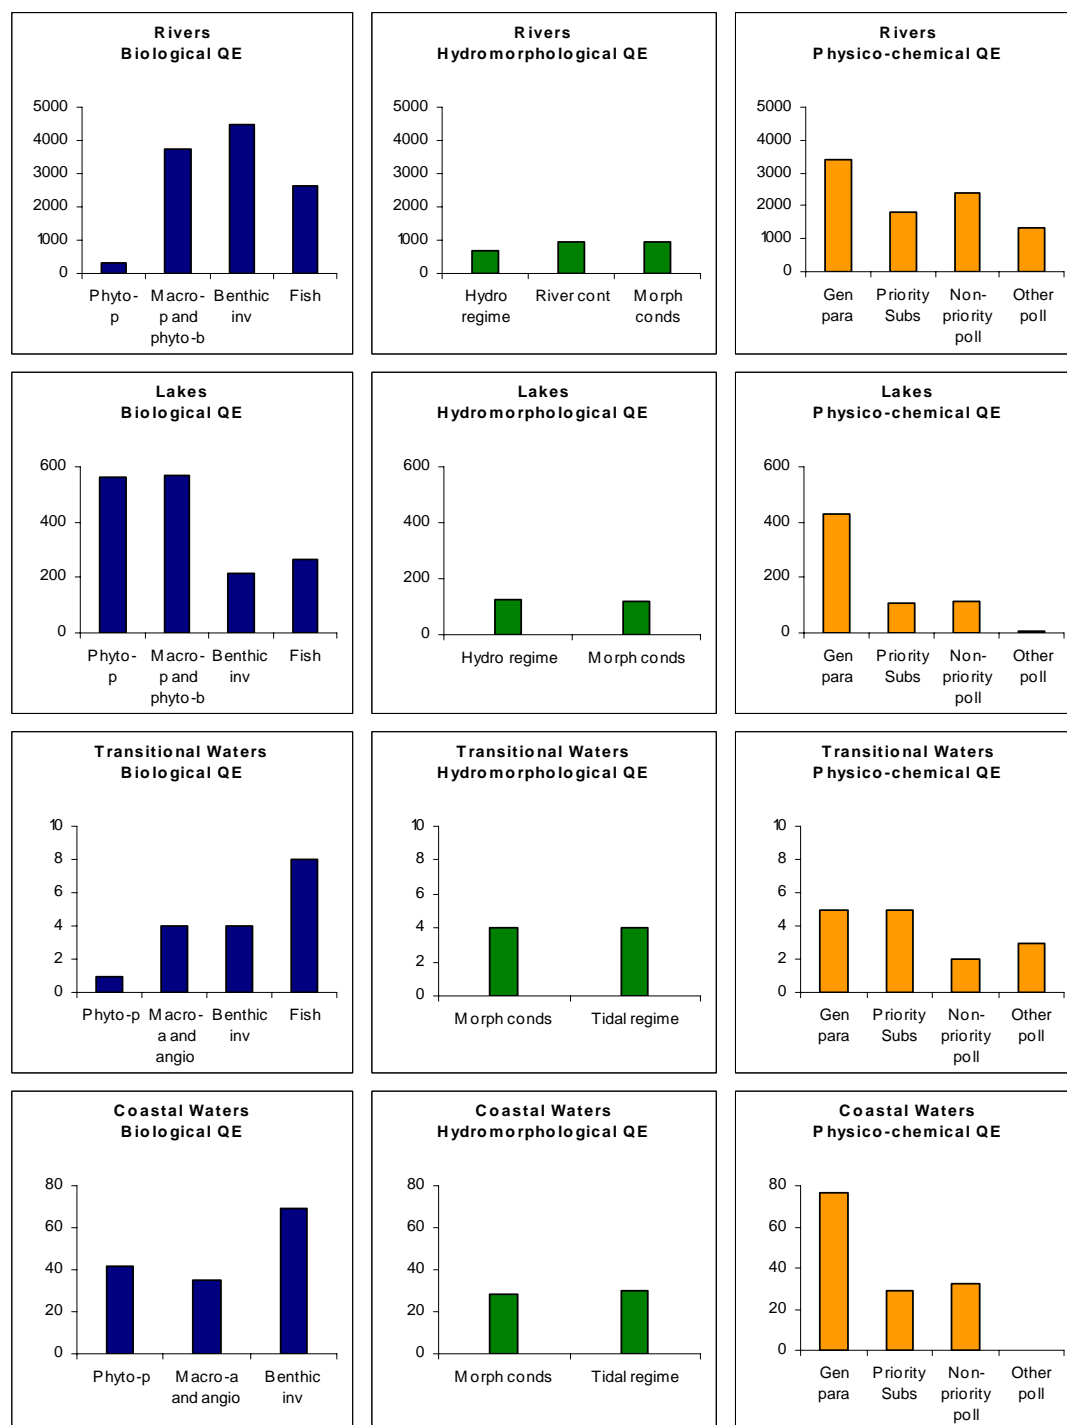 Rivers
Biological QE
5000
4000
3000
2000
1000
0
Phyto-
p
Macro-
p and
phyto-b
Benthic
inv
Fish
Rivers
Hydromorphological QE
5000
4000
3000
2000
1000
0
Hydro
regime
River cont
Morph
conds
Rivers
Physico-chemical QE
5000
4000
3000
2000
1000
0
Gen
para
Priority
Subs
Non-
priority
poll
Other
poll
Lakes
Biological QE
600
400
200
0
Phyto-
p
Macro-
p and
phyto-b
Benthic
inv
Fish
Lakes
Hydromorphological QE
600
400
200
0
Hydro regime
Morph conds
Lakes
Physico-chemical QE
600
400
200
0
Gen
para
Priority
Subs
Non-
priority
poll
Other
poll
Transitional Waters
Biological QE
10
8
6
4
2
0
Phyto-p
Macro-
a and
angio
Benthic
inv
Fish
Transitional Waters
Hydromorphological QE
10
8
6
4
2
0
Morph conds
Tidal regime
Transitional Waters
Physico-chemical QE
10
8
6
4
2
0
Gen
para
Priority
Subs
Non-
priority
poll
Other
poll
Coastal Waters
Biological QE
80
60
40
20
0
Phyto-p
Macro-a
and angio
Benthic
inv
Coastal Waters
Hydromorphological QE
80
60
40
20
0
Morph conds
Tidal regime
Coastal Waters
Physico-chemical QE
80
60
40
20
0
Gen
para
Priority
Subs
Non-
priority
poll
Other
poll